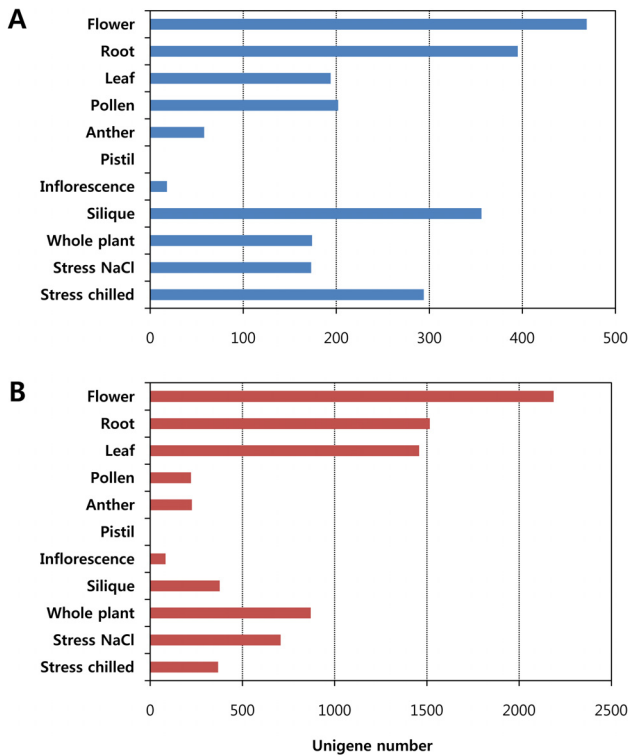 A
Flower
Root
Leaf
Pollen
Anther
Pistil
Inflorescence
Silique
Whole plant
Stress NaCl
Stress chilled
0 100 200 300 400 500
B
Flower
Root
Leaf
Pollen
Anther
Pistil
Inflorescence
Silique
Whole plant
Stress NaCl
Stress chilled
0 500 1000 1500 2000 2500
Unigene number